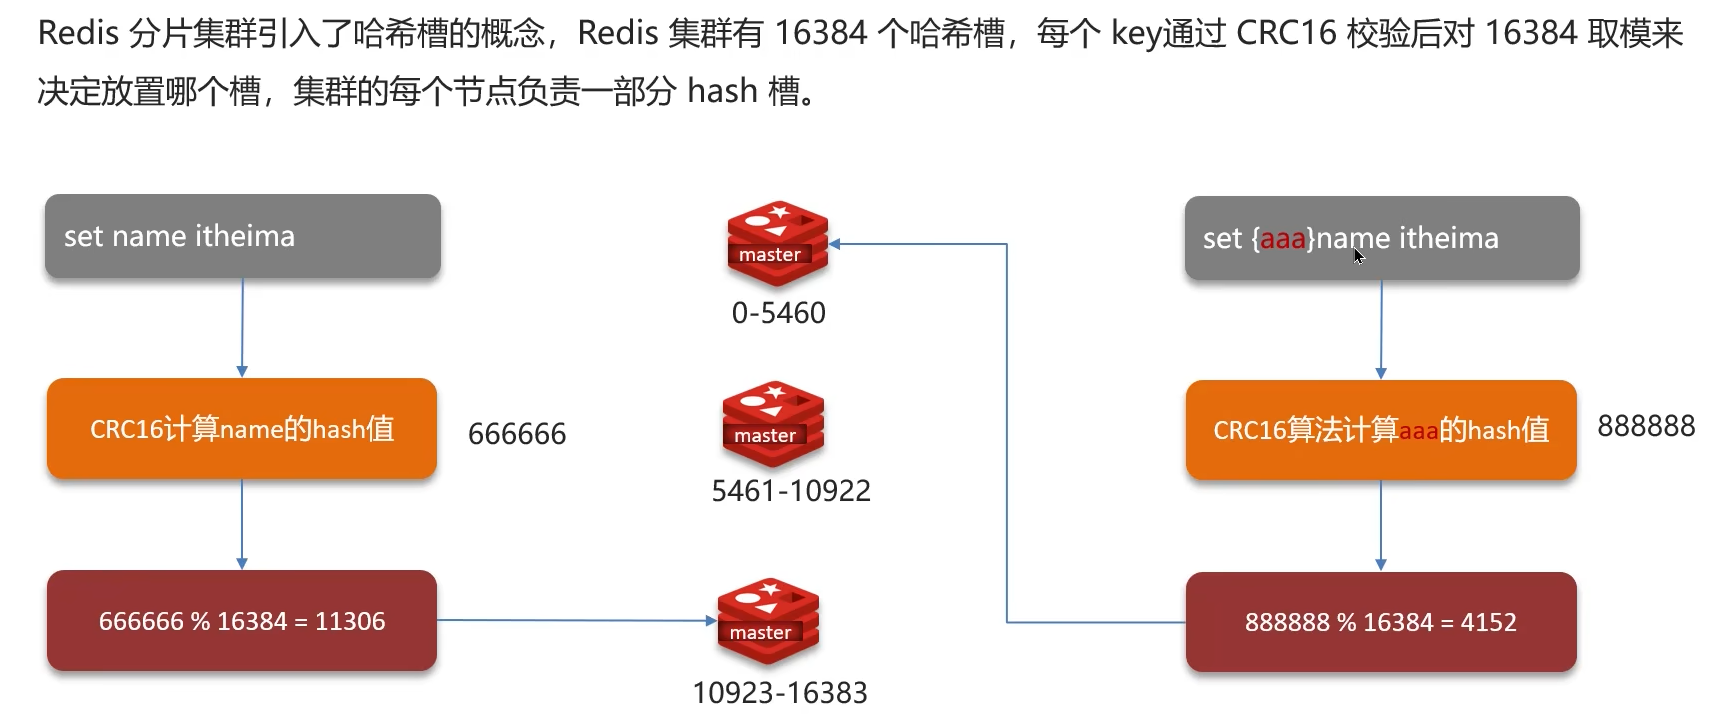 Redis 分片集群引入了哈希槽的概念，Redis 集群有 16384 个哈希槽，每个 key通过 CRC16 校验后对 16384 取模来
决定放置哪个槽，集群的每个节点负责一部分 hash 槽。
set name itheima
CRC16计算name的hash值
666666
666666 % 16384 = 11306
master
0-5460
master
5461-10922
master
10923-16383
set {aaa}name itheima
CRC16算法计算aaa的hash值
888888
888888 % 16384 = 4152